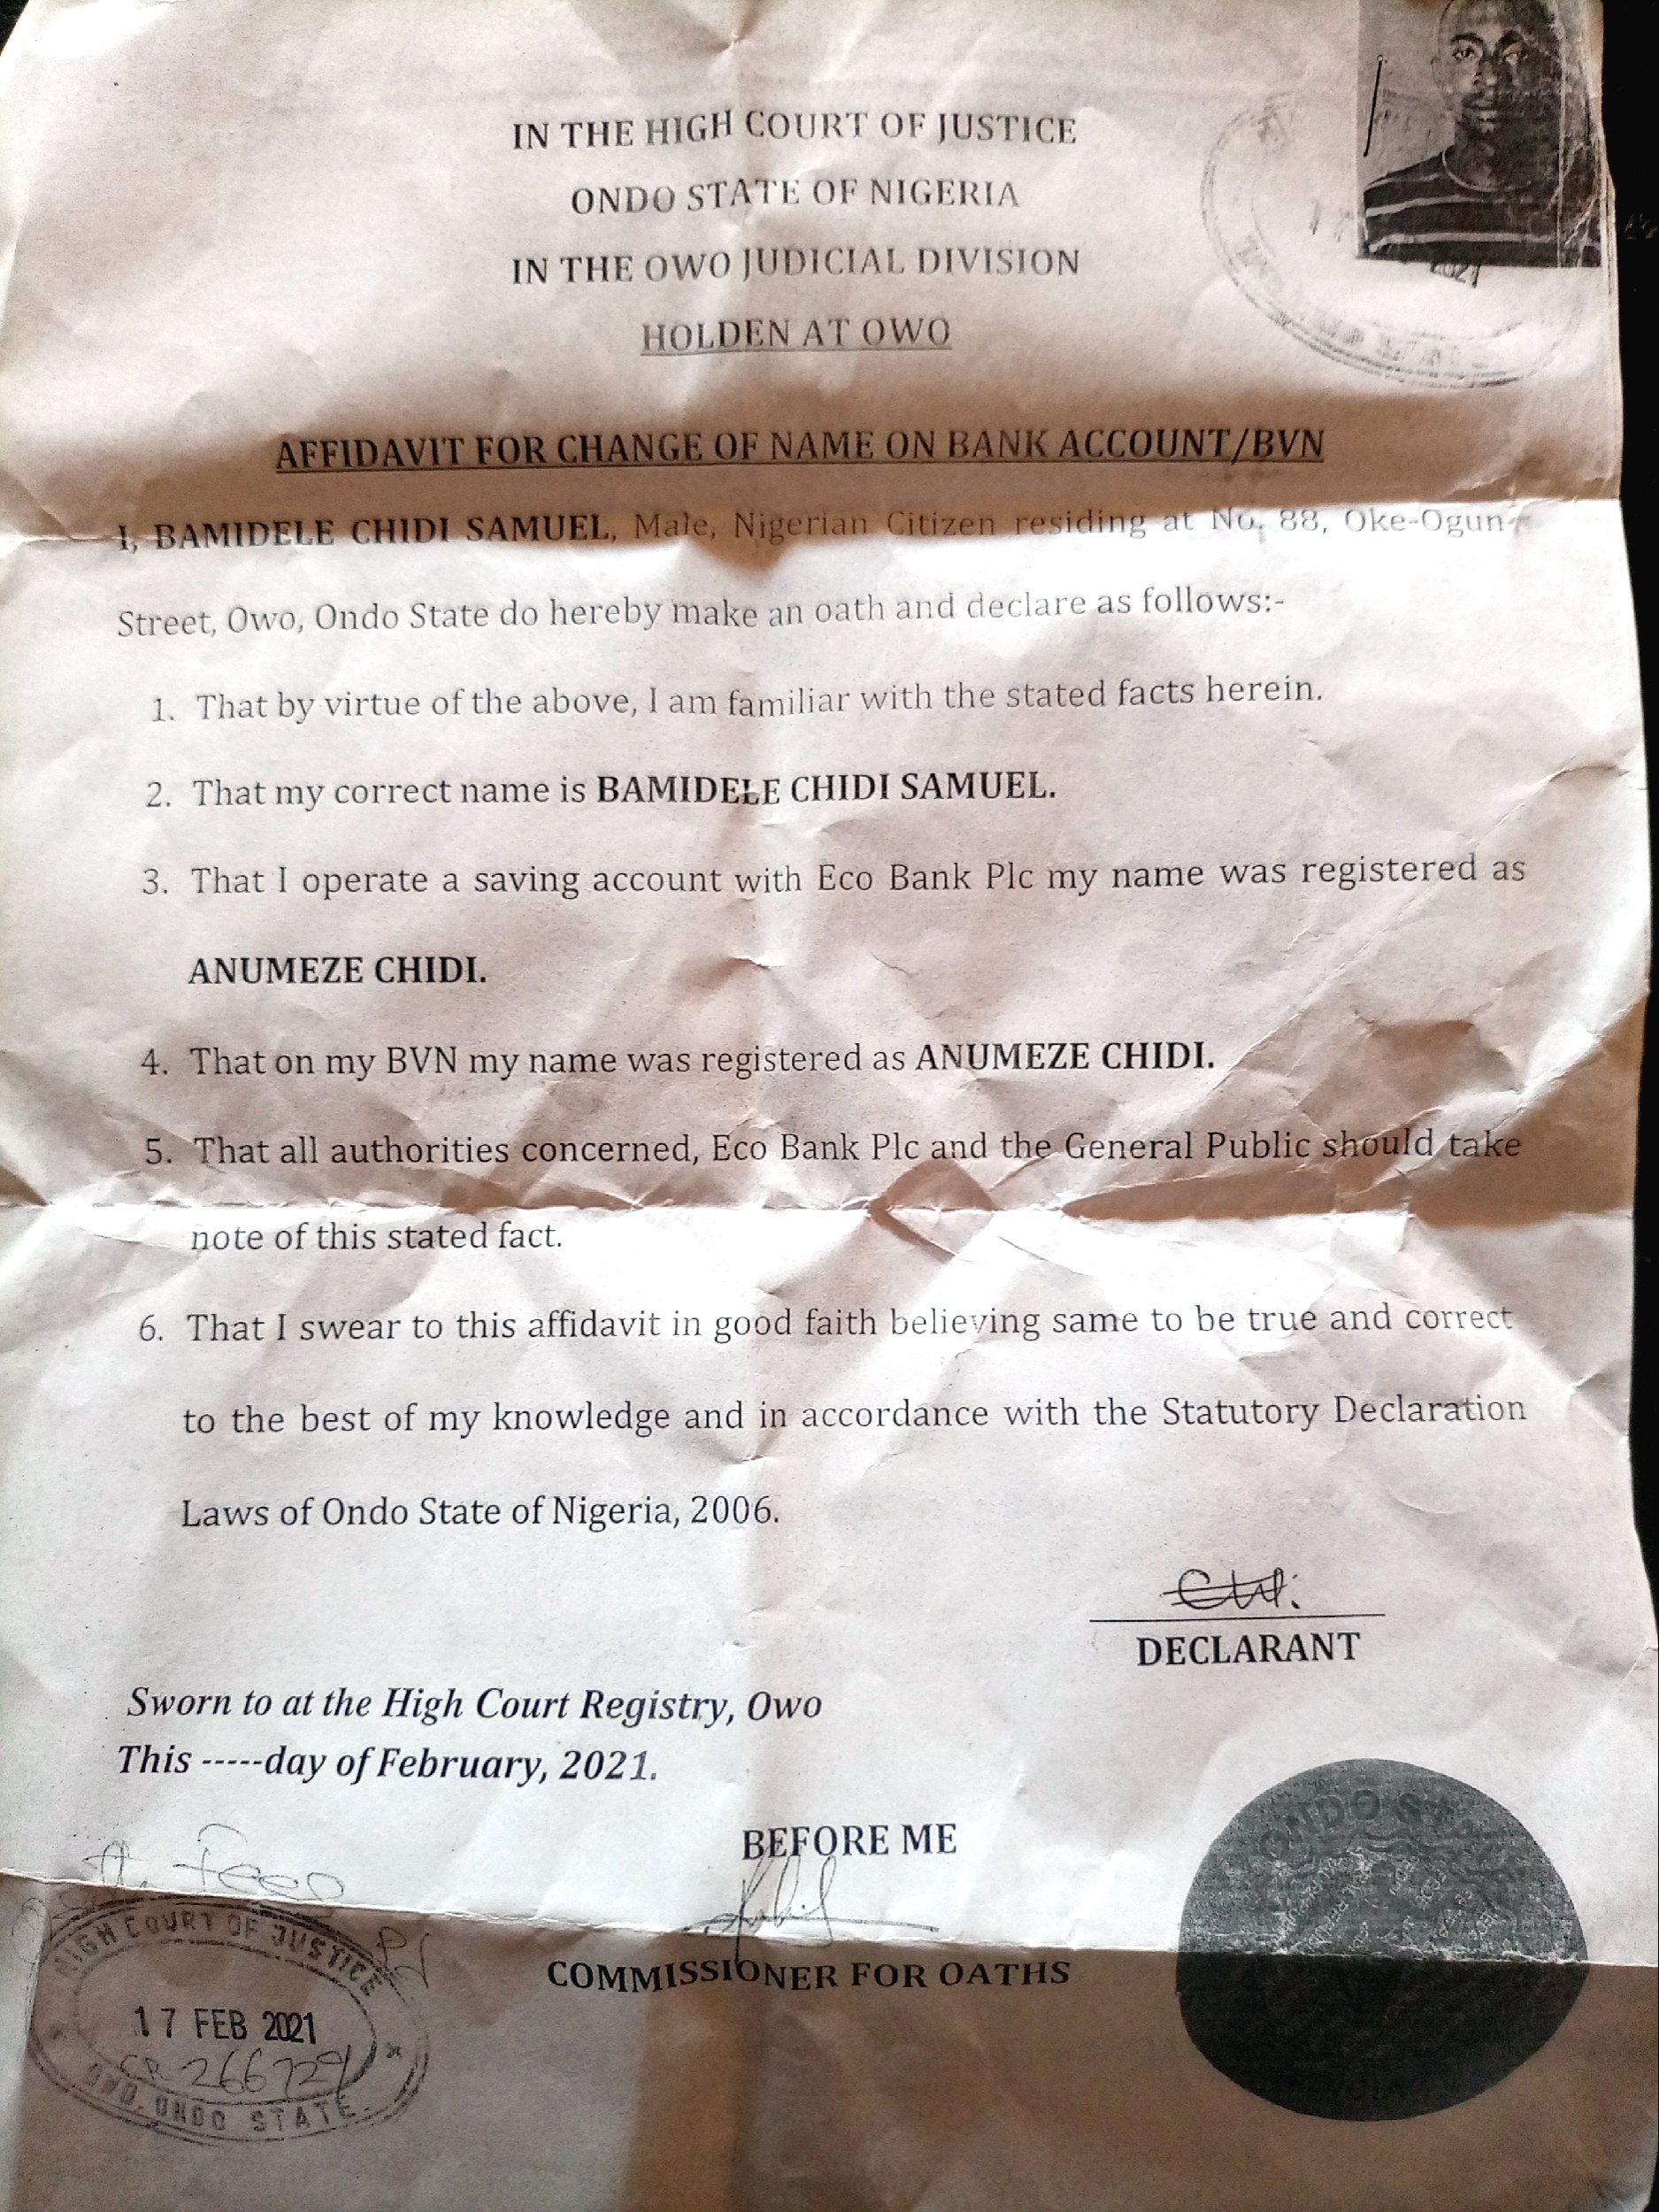 2021
IN THE HIGH COURT OF JUSTICE
ONDO STATE OF NIGERIA
IN THE OWO JUDICIAL DIVISION
HOLDEN AT OWO
AFFIDAVIT FOR CHANGE OF NAME ON BANK ACCOUNT/BVN
I, BAMIDELE CHIDI SAMUEL, Male, Nigerian Citizen residing at No. 88, Oke-Ogun
Street, Owo, Ondo State do hereby make an oath and declare as follows:-
1. That by virtue of the above, I am familiar with the stated facts herein.
2. That my correct name is BAMIDELE CHIDI SAMUEL.
3. That I operate a saving account with Eco Bank Plc my name was registered as
ANUMEZE CHIDI.
4. That on my BVN my name was registered as ANUMEZE CHIDI.
5. That all authorities concerned, Eco Bank Plc and the General Public should take
note of this stated fact.
6. That I swear to this affidavit in good faith believing same to be true and correct
to the best of my knowledge and in accordance with the Statutory Declaration
Laws of Ondo State of Nigeria, 2006.
DECLARANT
Sworn to at the High Court Registry, Owo
This -----day of February, 2021.
BEFORE ME
COMMISSIONER FOR OATHS
HIGH COURT OF JUSTICE
17 FEB 2021
OWO, ONDO STATE.
ONDO